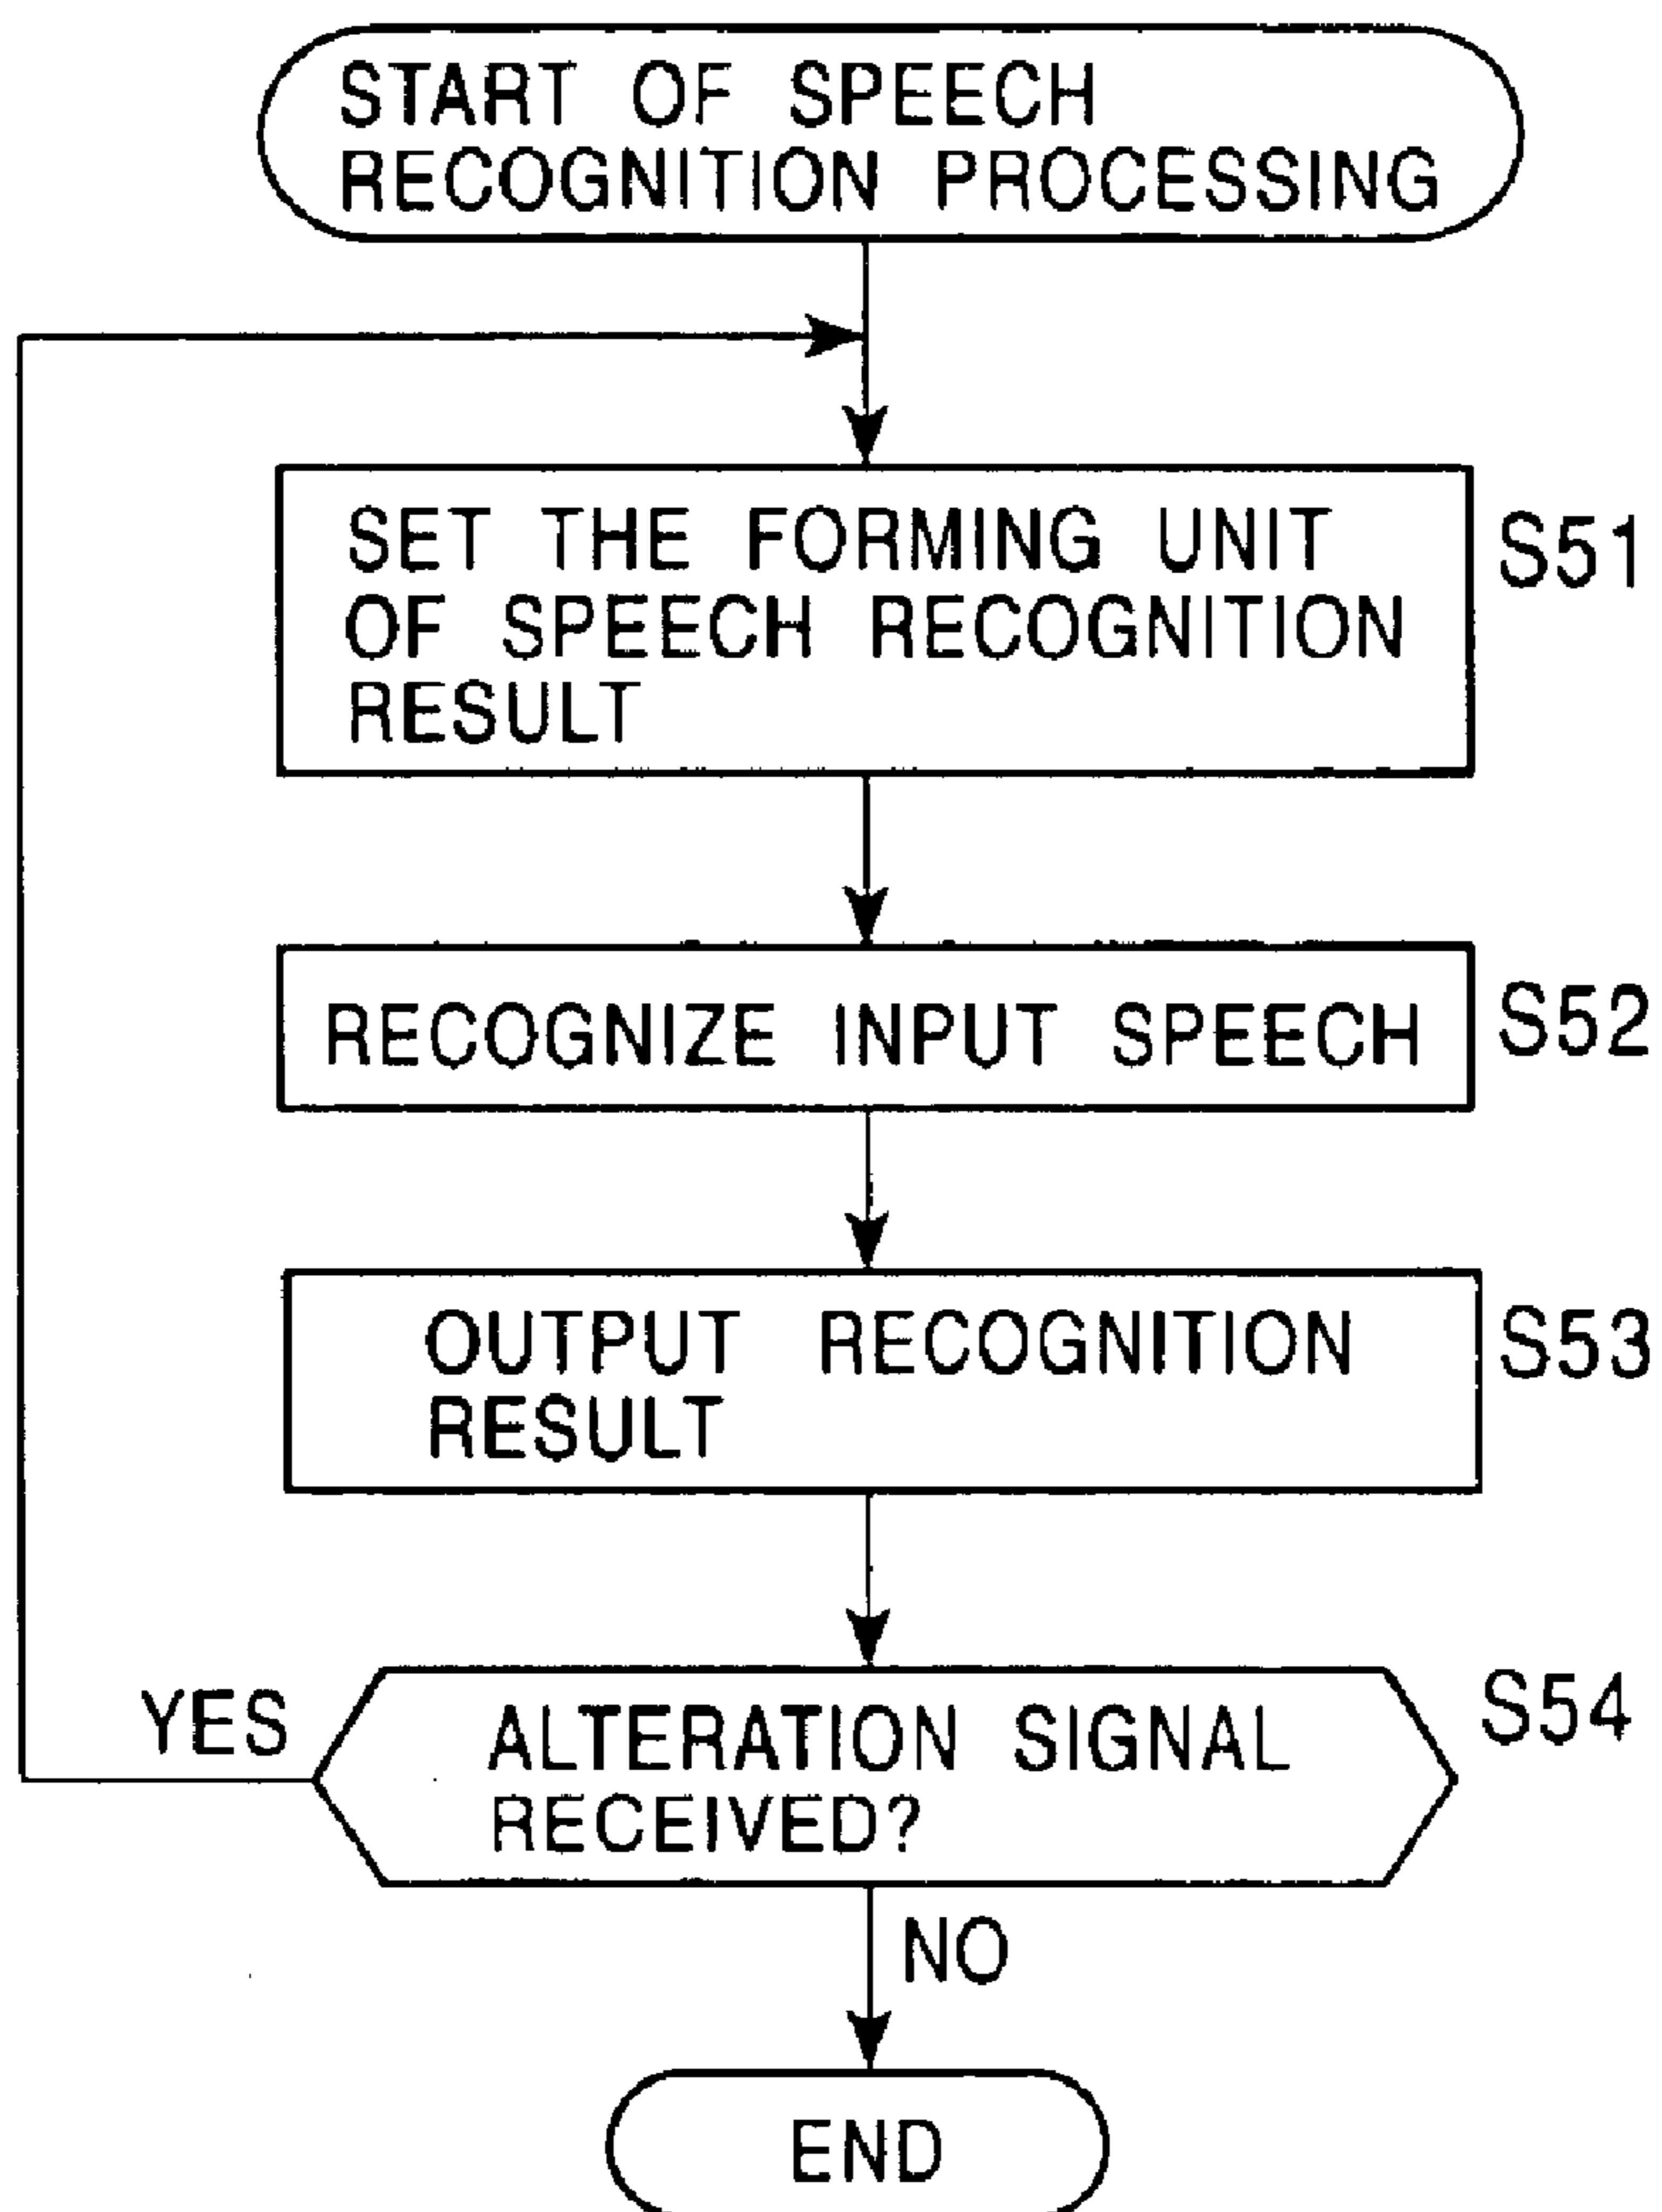 START OF SPEECH
RECOGNITION PROCESSING
SET THE FORMING UNIT
OF SPEECH RECOGNITION
RESULT
S51
RECOGNIZE INPUT SPEECH
S52
OUTPUT RECOGNITION
RESULT
S53
YES
ALTERATION SIGNAL
RECEIVED?
S54
NO
END